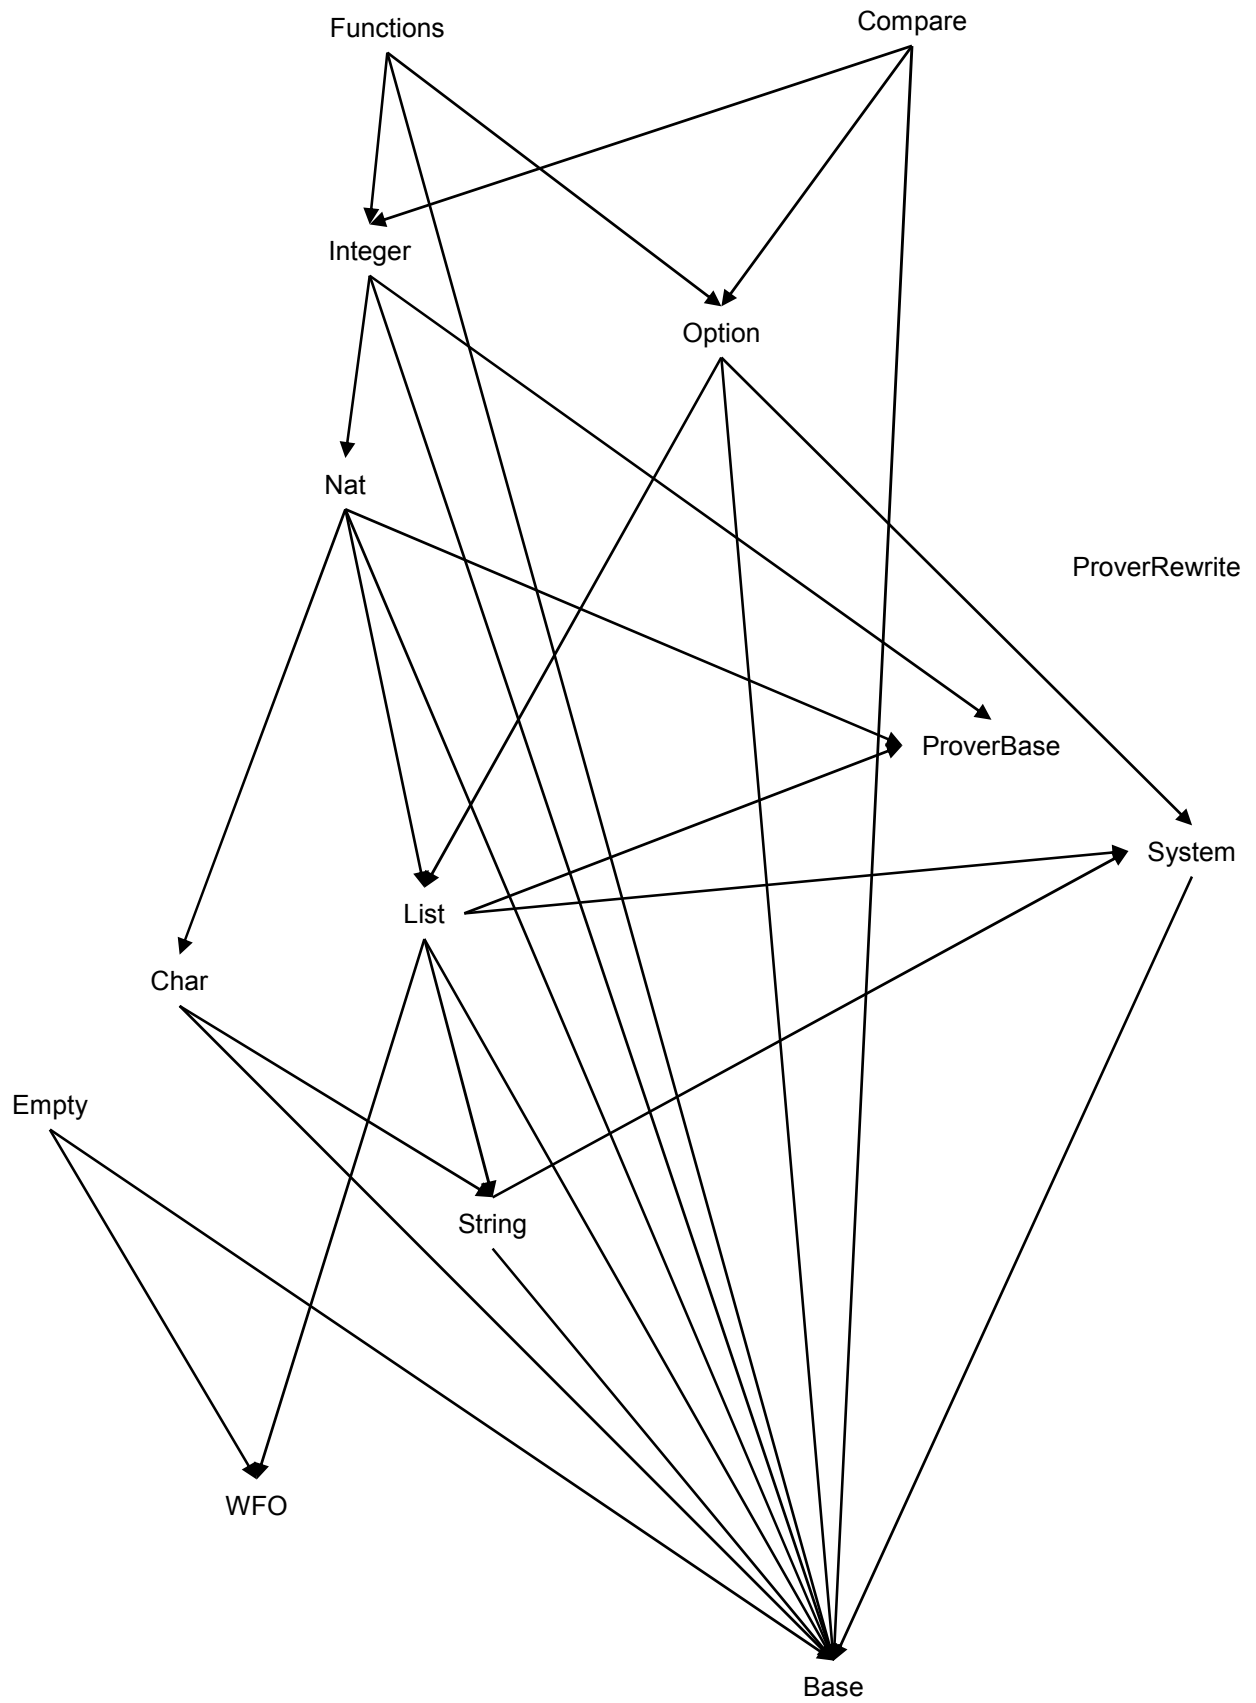 Functions
Compare
Integer
Option
Nat
ProverRewrite
ProverBase
System
List
Char
Empty
String
WFO
Base